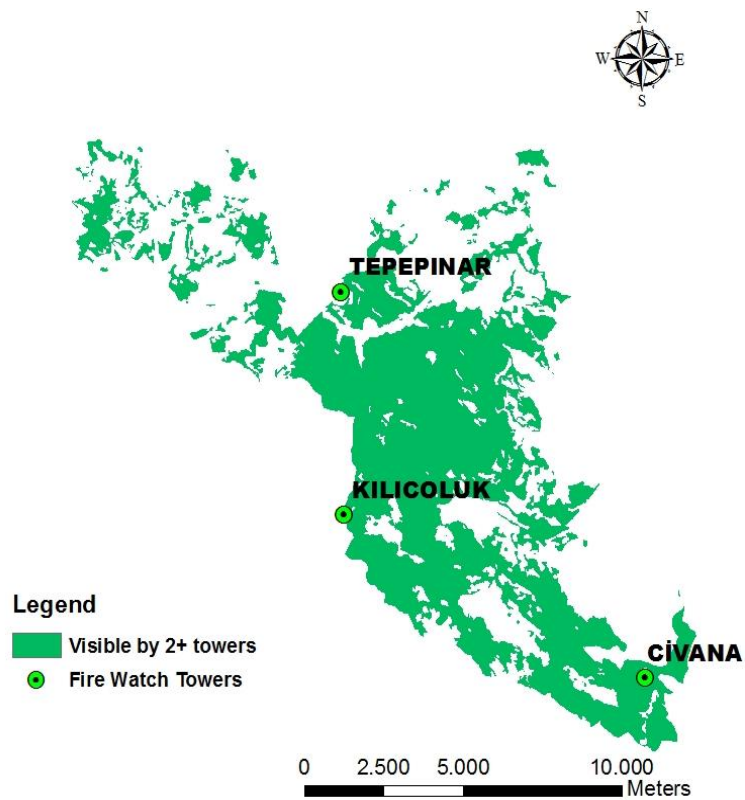 N
W E
S
TEPEPINAR
KILICOLUK
CİVANA
Legend
Visible by 2+ towers
Fire Watch Towers
0 2.500 5.000 10.000
Meters